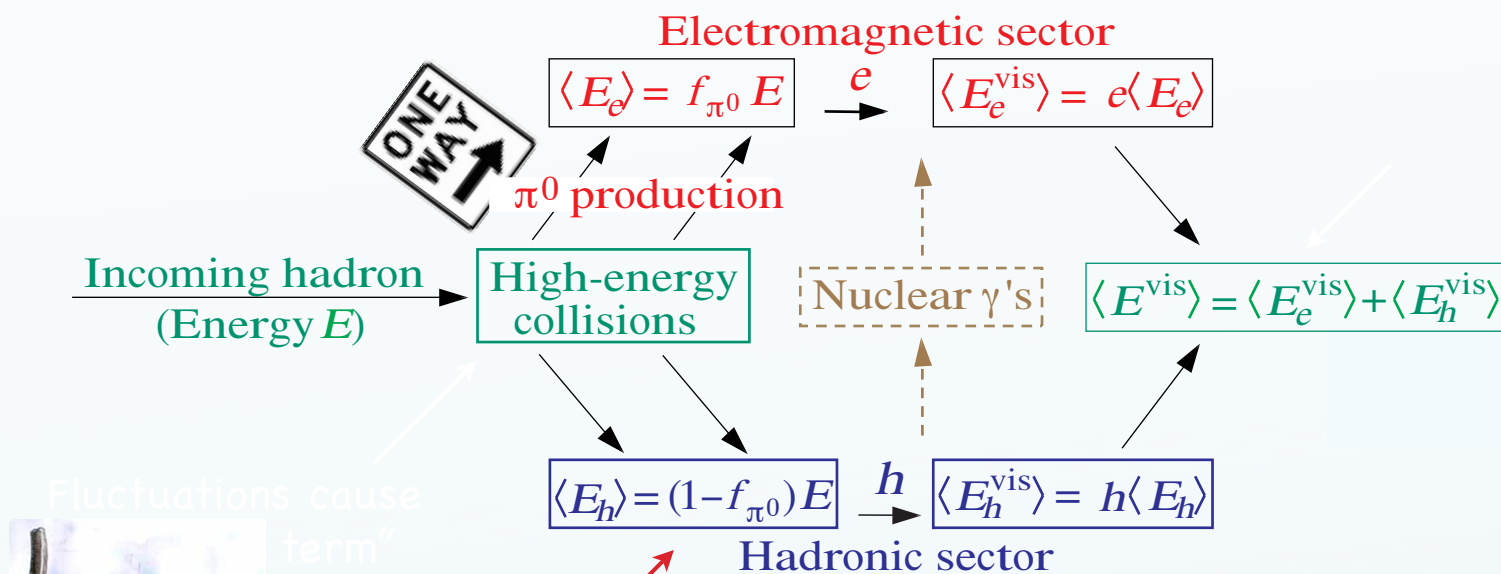 Electromagnetic sector
⟨E_e⟩ = f_π⁰ E
e
⟨E_e^vis⟩ = e⟨E_e⟩
ONE
WAY
π⁰ production
Incoming hadron
(Energy E)
High-energy
collisions
Nuclear γ's
⟨E^vis⟩ = ⟨E_e^vis⟩ + ⟨E_h^vis⟩
Fluctuations cause
term”
⟨E_h⟩ = (1−f_π⁰) E
h
⟨E_h^vis⟩ = h⟨E_h⟩
Hadronic sector